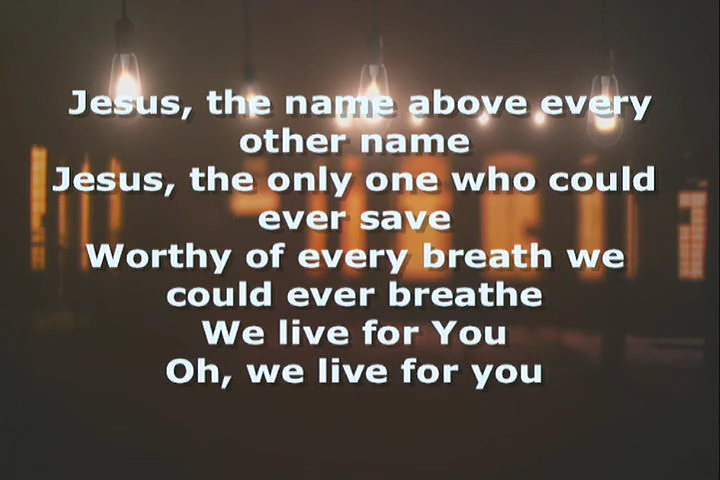 Jesus, the name above every
other name
Jesus, the only one who could
ever save
Worthy of every breath we
could ever breathe
We live for You
Oh, we live for you